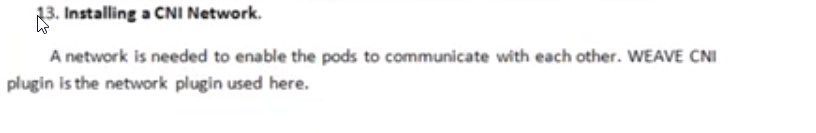 13. Installing a CNI Network.
A network is needed to enable the pods to communicate with each other. WEAVE CNI
plugin is the network plugin used here.